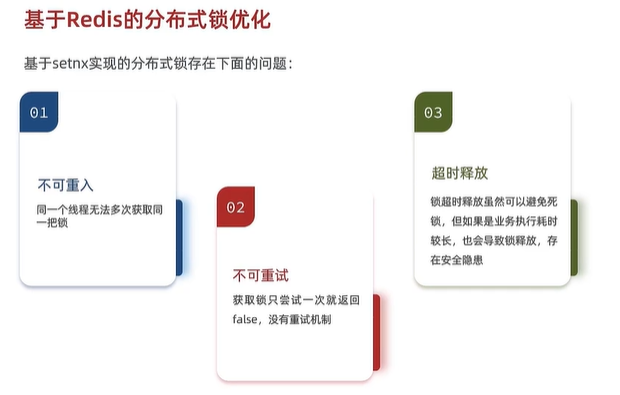 基于Redis的分布式锁优化
基于setnx实现的分布式锁存在下面的问题：
01
不可重入
同一个线程无法多次获取同
一把锁
02
不可重试
获取锁只尝试一次就返回
false，没有重试机制
03
超时释放
锁超时释放虽然可以避免死
锁，但如果是业务执行耗时
较长，也会导致锁释放，存
在安全隐患